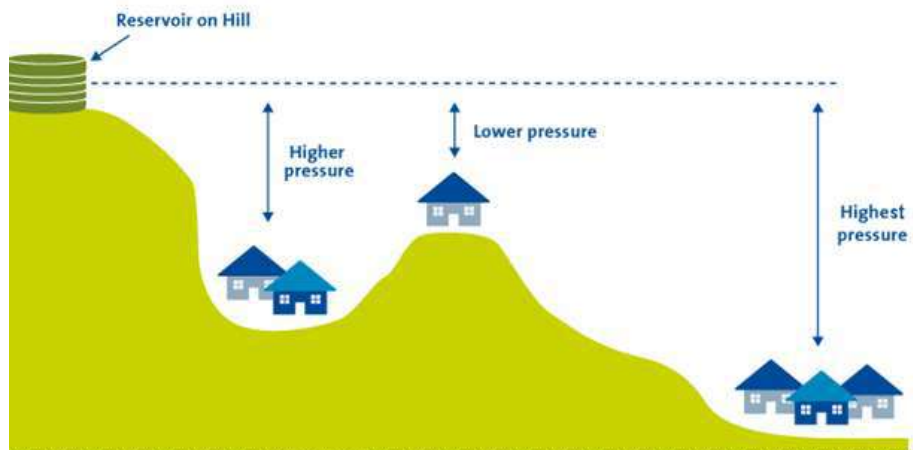 Reservoir on Hill
Higher
pressure
Lower pressure
Highest
pressure